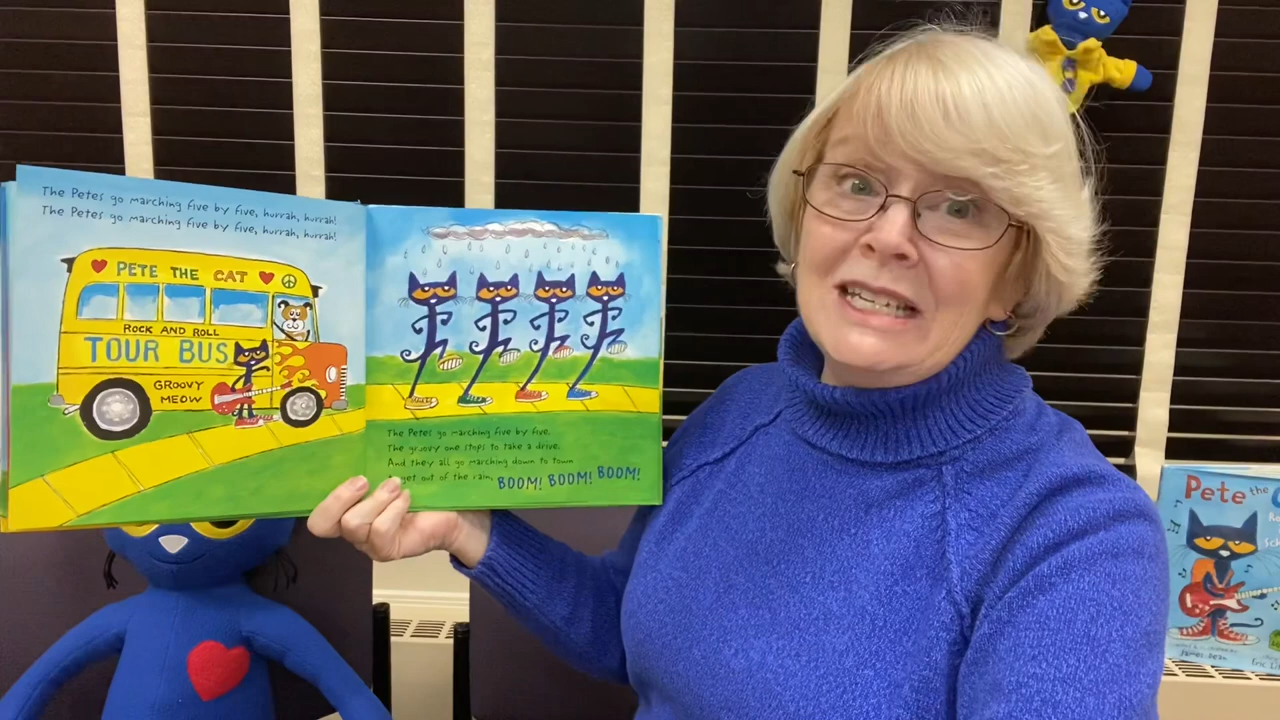 The Petes go marching five by five, hurrah, hurrah!
The Petes go marching five by five, hurrah, hurrah!
PETE THE CAT
ROCK AND ROLL
TOUR BUS
GROOVY
MEOW
The Petes go marching five by five.
The groovy one stops to take a drive.
And they all go marching down to town
get out of the rain, BOOM! BOOM! BOOM!
Pete the
James Dean
Eric